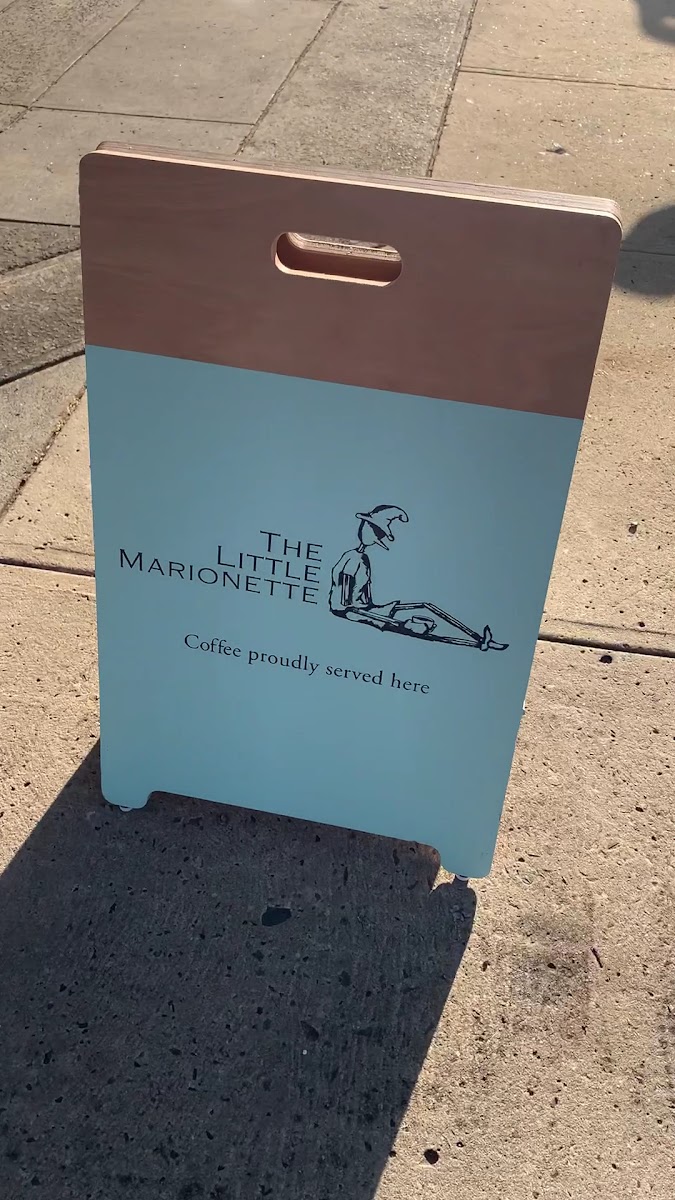 THE
LITTLE
MARIONETTE
Coffee proudly served here